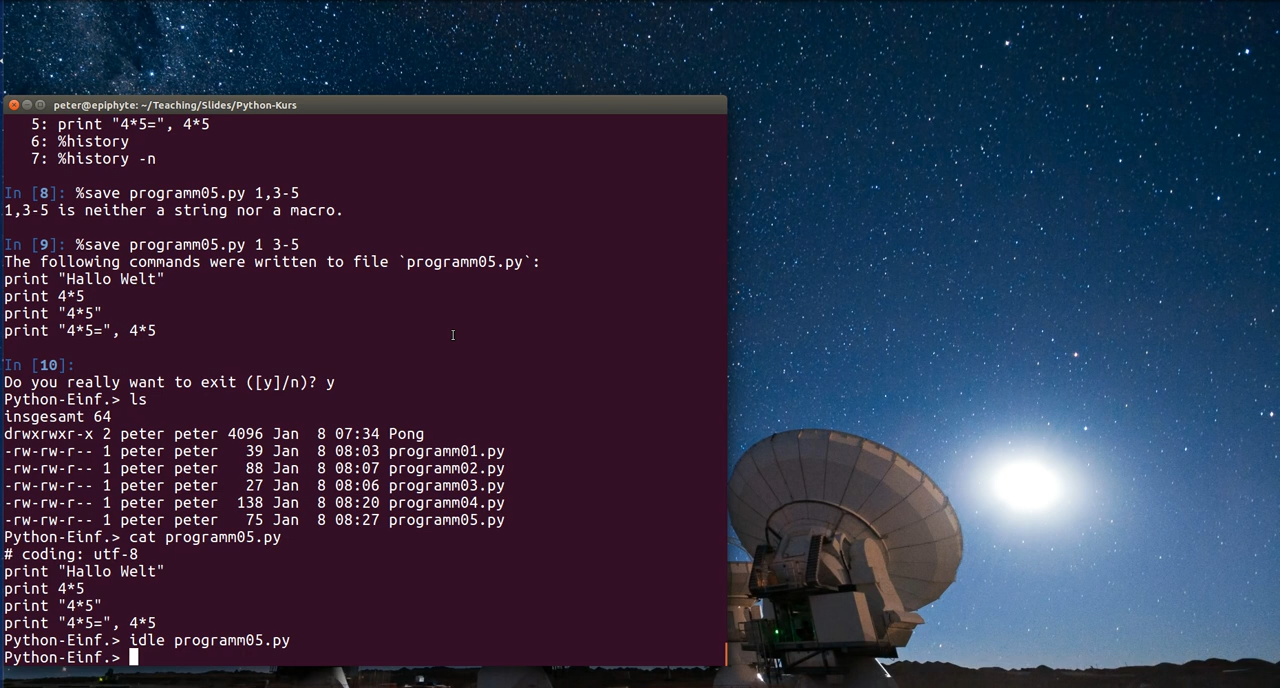 peter@epiphyte: ~/Teaching/Slides/Python-Kurs
5: print "4*5=", 4*5
6: %history
7: %history -n
In [8]: %save programm05.py 1,3-5
1,3-5 is neither a string nor a macro.
In [9]: %save programm05.py 1 3-5
The following commands were written to file `programm05.py`:
print "Hallo Welt"
print 4*5
print "4*5"
print "4*5=", 4*5
In [10]:
Do you really want to exit ([y]/n)? y
Python-Einf.> ls
insgesamt 64
drwxrwxr-x 2 peter peter 4096 Jan  8 07:34 Pong
-rw-rw-r-- 1 peter peter   39 Jan  8 08:03 programm01.py
-rw-rw-r-- 1 peter peter   88 Jan  8 08:07 programm02.py
-rw-rw-r-- 1 peter peter   27 Jan  8 08:06 programm03.py
-rw-rw-r-- 1 peter peter  138 Jan  8 08:20 programm04.py
-rw-rw-r-- 1 peter peter   75 Jan  8 08:27 programm05.py
Python-Einf.> cat programm05.py
# coding: utf-8
print "Hallo Welt"
print 4*5
print "4*5"
print "4*5=", 4*5
Python-Einf.> idle programm05.py
Python-Einf.>